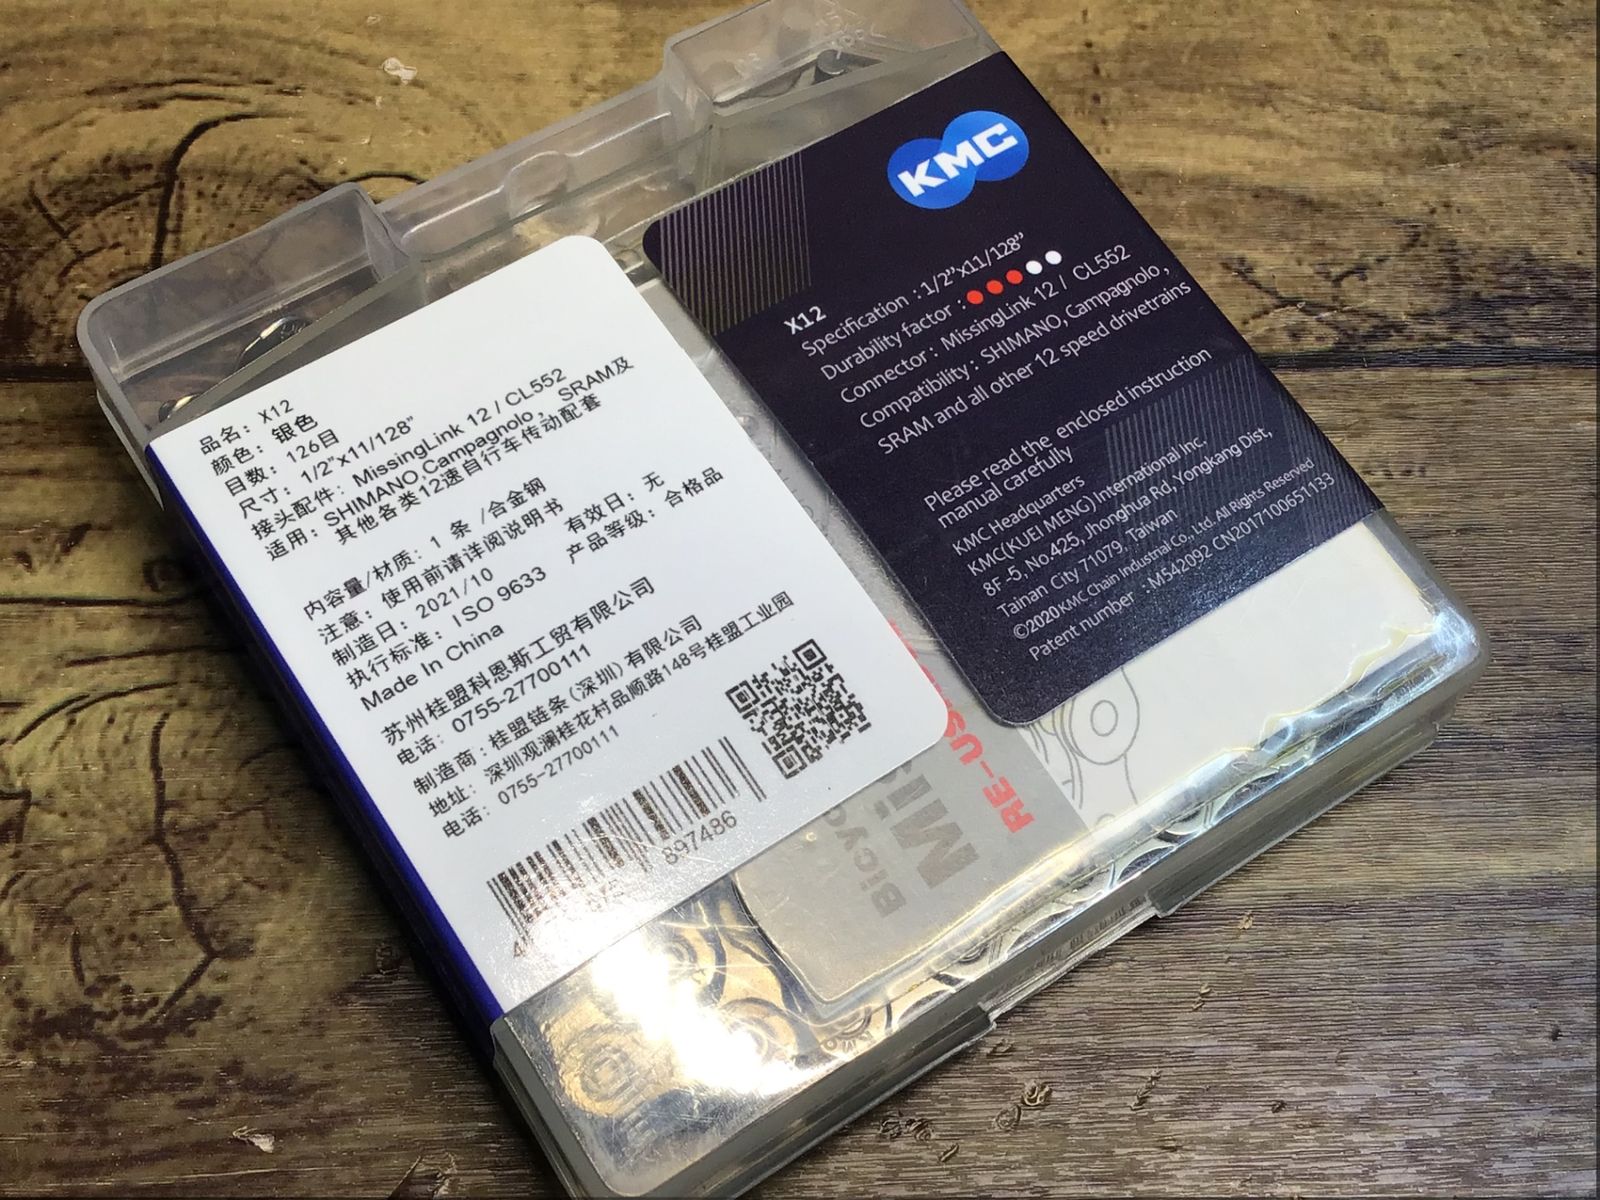 品名：X12
颜色：银色
目数：126目
尺寸：1/2"x11/128"
接头配件：MissingLink 12 / CL552
适用：SHIMANO,Campagnolo，SRAM及
其他各类12速自行车传动配套
内容量/材质：1 条 /合金钢
注意：使用前请详阅说明书
制造日：2021/10 有效日：无
执行标准：ISO 9633 产品等级：合格品
Made In China
苏州桂盟科恩斯工贸有限公司
电话：0755-27700111
制造商：桂盟链条（深圳）有限公司
地址：深圳观澜桂花村品顺路148号桂盟工业园
电话：0755-27700111
897486
KMC
X12
Specification : 1/2"x11/128"
Durability factor :
Connector : MissingLink 12 / CL552
Compatibility : SHIMANO, Campagnolo,
SRAM and all other 12 speed drivetrains
Please read the enclosed instruction
manual carefully
KMC Headquarters
KMC(KUEI MENG) International Inc.
8F -5, No.425, Jhonghua Rd, Yongkang Dist,
Tainan City 71079, Taiwan
©2020 KMC Chain Industrial Co., Ltd. All Rights Reserved
Patent number : M542092 CN201710065​1133